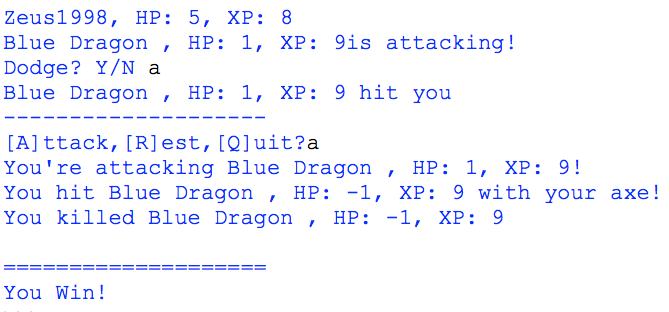 Zeus1998, HP: 5, XP: 8
Blue Dragon , HP: 1, XP: 9is attacking!
Dodge? Y/N a
Blue Dragon , HP: 1, XP: 9 hit you
--------------------
[A]ttack,[R]est,[Q]uit?a
You're attacking Blue Dragon , HP: 1, XP: 9!
You hit Blue Dragon , HP: -1, XP: 9 with your axe!
You killed Blue Dragon , HP: -1, XP: 9
====================
You Win!